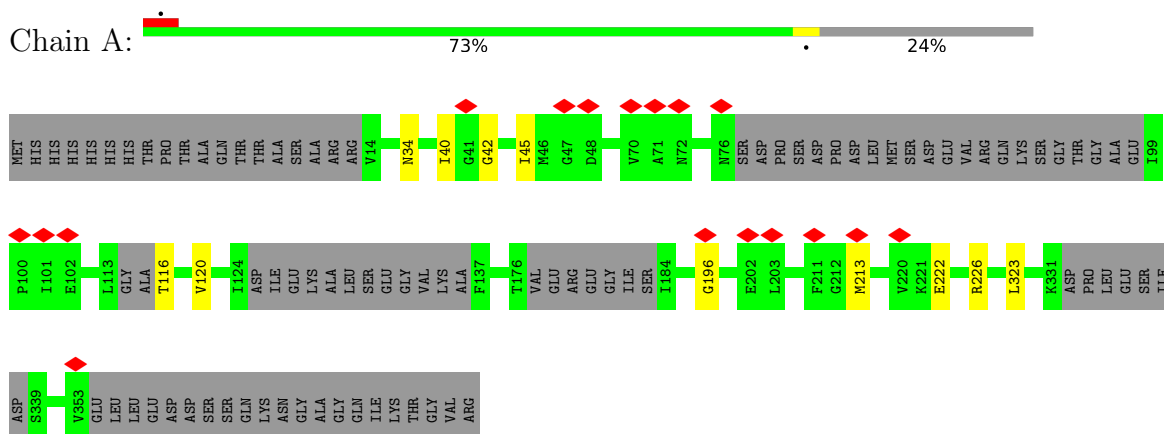 •
Chain A:
73% • 24%
MET HIS HIS HIS HIS HIS HIS THR PRO THR ALA GLN THR THR ALA SER ALA ARG ARG V14 N34 I40 G41 G42 I45 M46 G47 D48 V70 A71 N72 N76 SER ASP PRO SER ASP PRO ASP LEU MET SER ASP GLU VAL ARG GLN LYS SER GLY THR GLY ALA GLU I99
P100 I101 E102 L113 GLY ALA T116 V120 I124 ASP ILE GLU LYS ALA LEU SER GLU GLY VAL LYS ALA F137 T176 VAL GLU ARG GLU GLY ILE SER I184 G196 E202 L203 F211 G212 M213 V220 K221 E222 R226 L323 K331 ASP PRO LEU GLU SER ILE
ASP S339 V353 GLU LEU LEU GLU ASP ASP SER SER GLN LYS ASN GLY ALA GLY GLN ILE LYS THR GLY VAL ARG